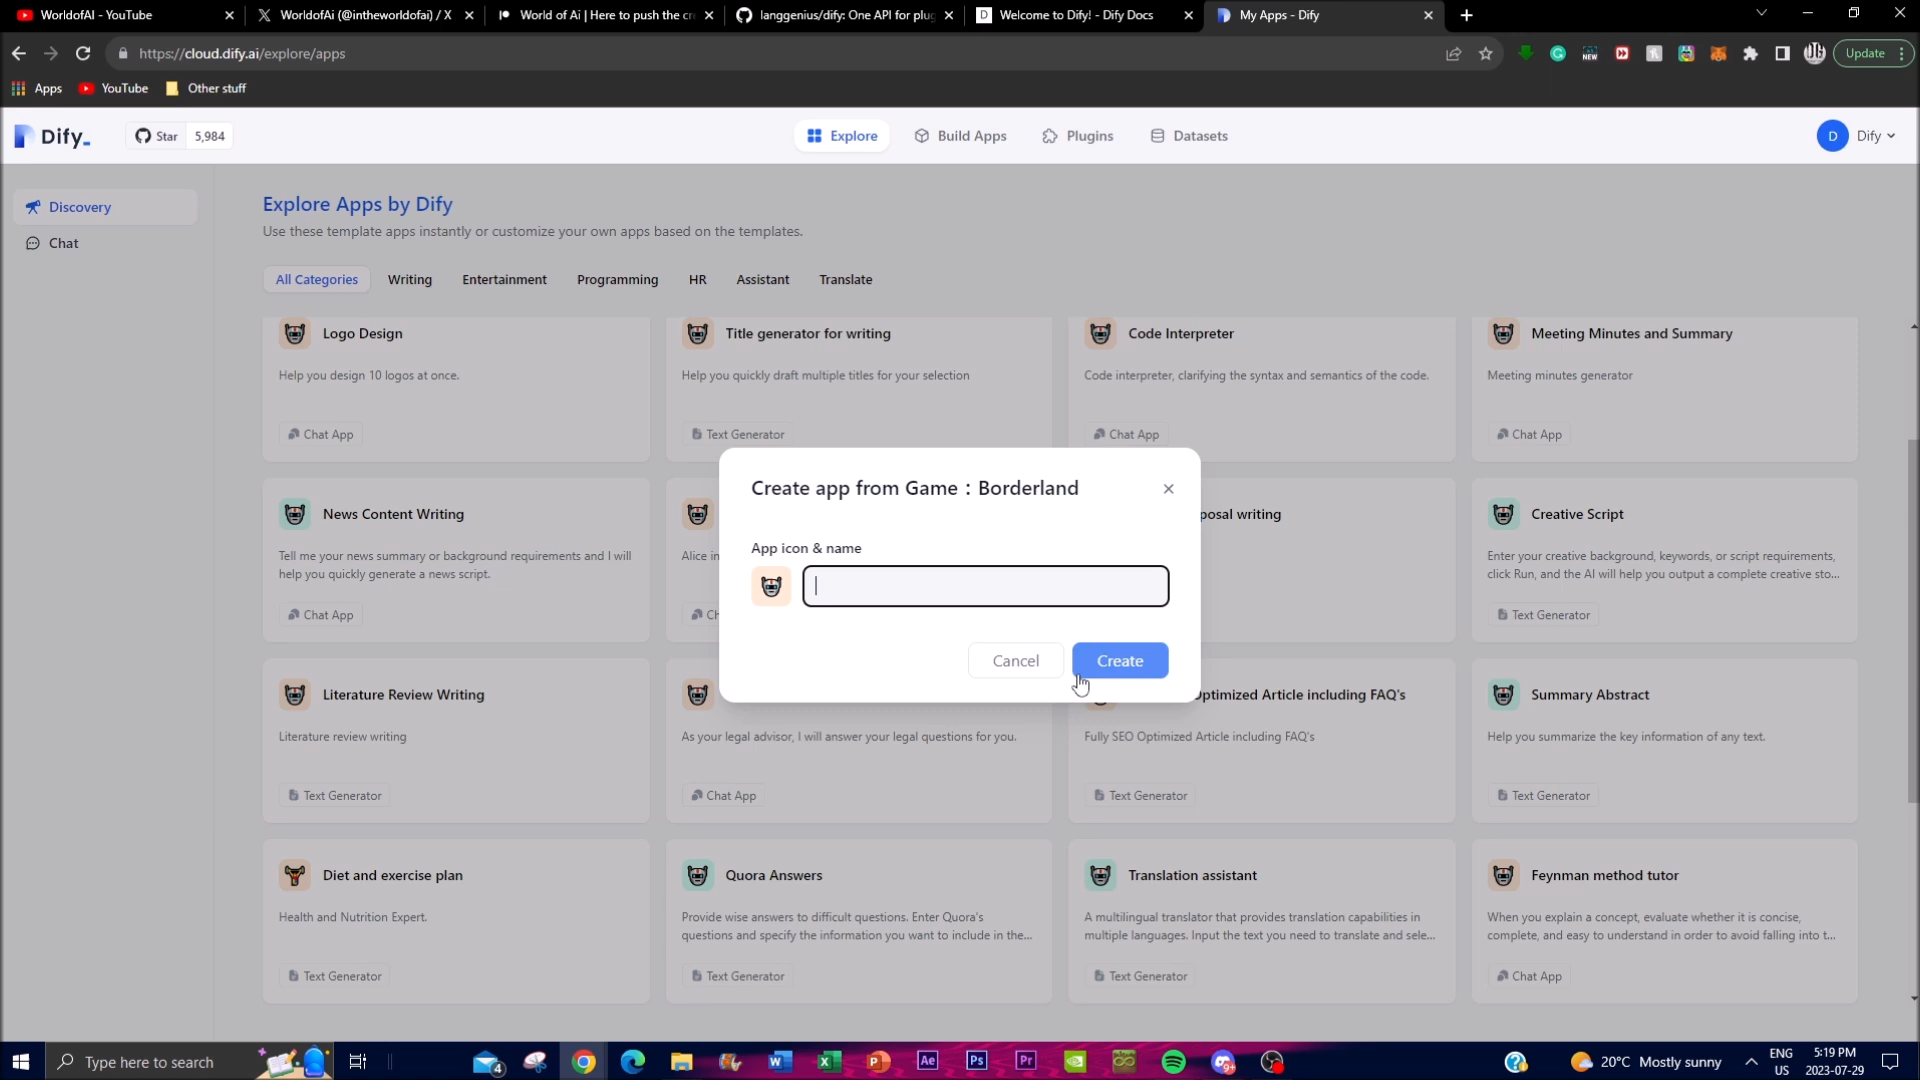 WorldofAI - YouTube
WorldofAi (@intheworldofai) / X
World of Ai | Here to push the cr
langgenius/dify: One API for plug
Welcome to Dify! - Dify Docs
My Apps - Dify
https://cloud.dify.ai/explore/apps
NEW
Update
Apps
YouTube
Other stuff
Dify_
Star
5,984
Explore
Build Apps
Plugins
Datasets
D
Dify
Discovery
Chat
Explore Apps by Dify
Use these template apps instantly or customize your own apps based on the templates.
All Categories
Writing
Entertainment
Programming
HR
Assistant
Translate
Logo Design
Help you design 10 logos at once.
Chat App
Title generator for writing
Help you quickly draft multiple titles for your selection
Text Generator
Code Interpreter
Code interpreter, clarifying the syntax and semantics of the code.
Chat App
Meeting Minutes and Summary
Meeting minutes generator
Chat App
Create app from Game：Borderland
App icon & name
Cancel
Create
News Content Writing
Tell me your news summary or background requirements and I will
help you quickly generate a news script.
Chat App
Alice in
Ch
posal writing
Creative Script
Enter your creative background, keywords, or script requirements,
click Run, and the AI will help you output a complete creative sto...
Text Generator
Literature Review Writing
Literature review writing
Text Generator
As your legal advisor, I will answer your legal questions for you.
Chat App
Optimized Article including FAQ's
Fully SEO Optimized Article including FAQ's
Text Generator
Summary Abstract
Help you summarize the key information of any text.
Text Generator
Diet and exercise plan
Health and Nutrition Expert.
Text Generator
Quora Answers
Provide wise answers to difficult questions. Enter Quora's
questions and specify the information you want to include in the...
Text Generator
Translation assistant
A multilingual translator that provides translation capabilities in
multiple languages. Input the text you need to translate and sele...
Text Generator
Feynman method tutor
When you explain a concept, evaluate whether it is concise,
complete, and easy to understand in order to avoid falling into t...
Chat App
Type here to search
4
Ae
Ps
Pr
9+
20°C Mostly sunny
ENG
US
5:19 PM
2023-07-29